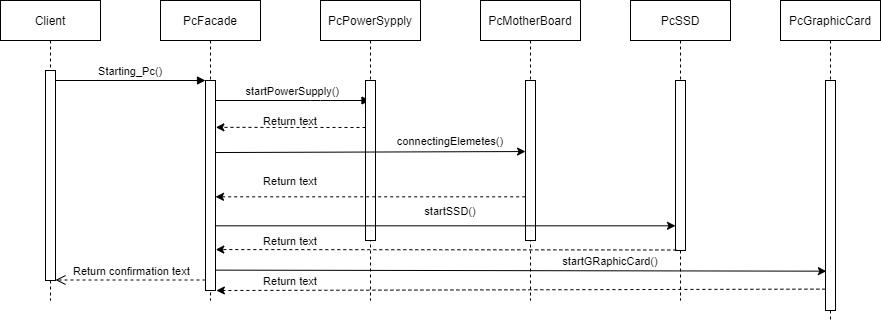 Client
PcFacade
PcPowerSypply
PcMotherBoard
PcSSD
PcGraphicCard
Starting_Pc()
startPowerSupply()
Return text
connectingElemetes()
Return text
startSSD()
Return text
startGRaphicCard()
Return confirmation text
Return text